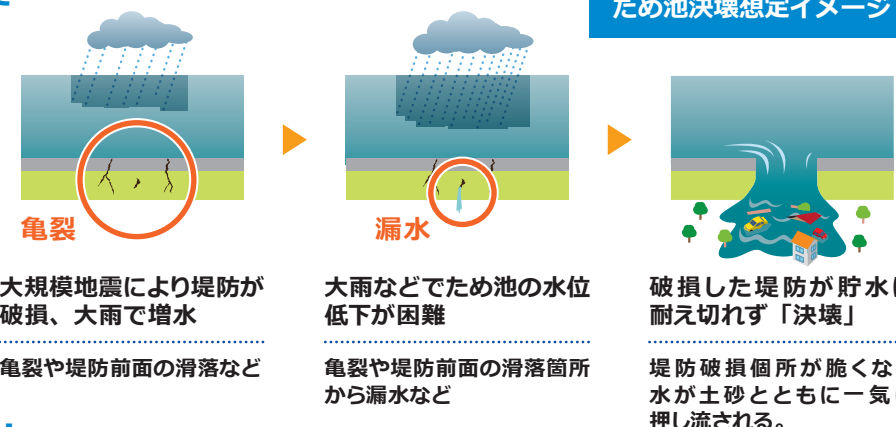 ため池決壊想定イメージ
亀裂
大規模地震により堤防が
破損、大雨で増水
亀裂や堤防前面の滑落など
漏水
大雨などでため池の水位
低下が困難
亀裂や堤防前面の滑落箇所
から漏水など
破損した堤防が貯水に
耐え切れず「決壊」
堤防破損個所が脆くな
水が土砂とともに一気に
押し流される。